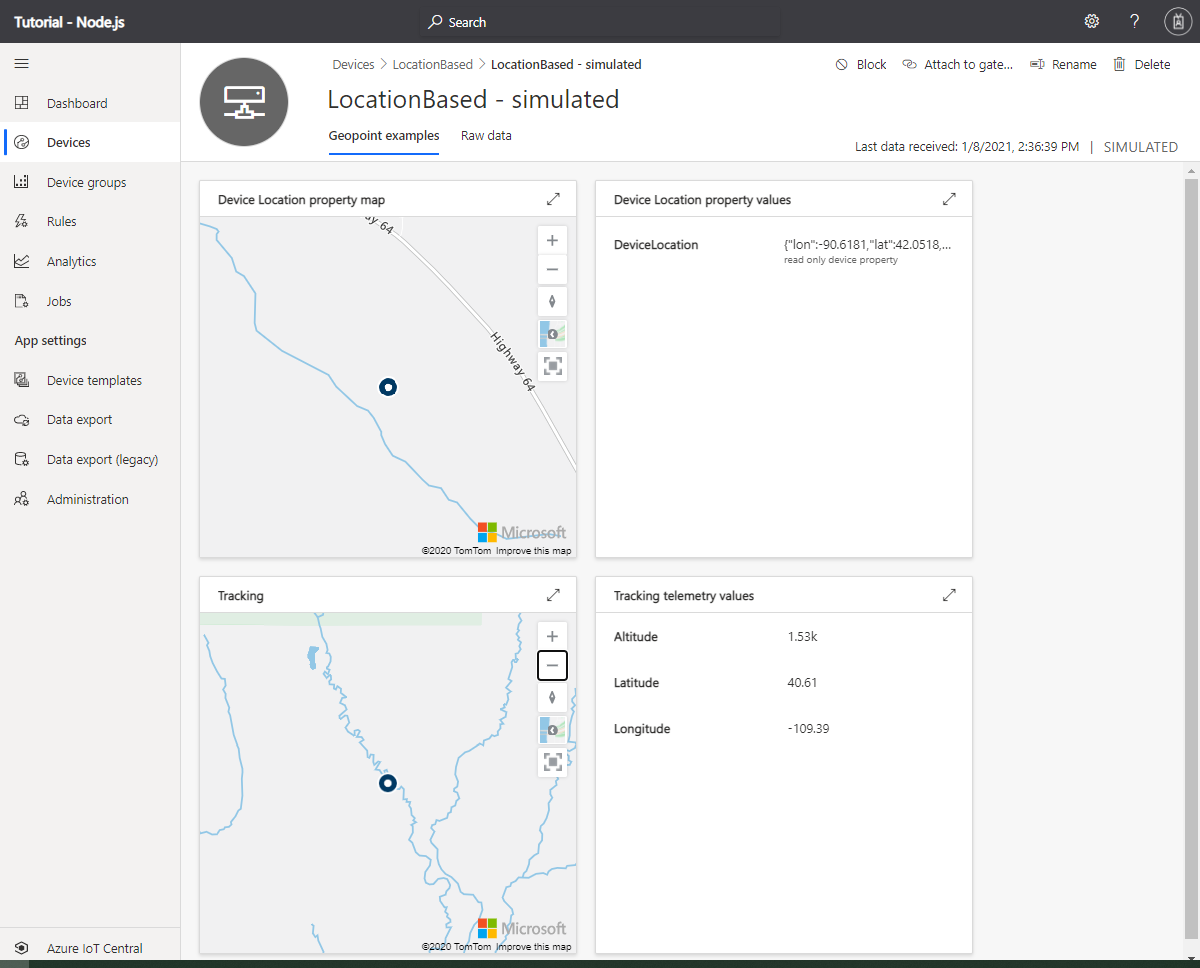 Tutorial - Node.js
Search
?
Dashboard
Devices
Device groups
Rules
Analytics
Jobs
App settings
Device templates
Data export
Data export (legacy)
Administration
Azure IoT Central
Devices > LocationBased > LocationBased - simulated
Block
Attach to gate...
Rename
Delete
LocationBased - simulated
Geopoint examples
Raw data
Last data received: 1/8/2021, 2:36:39 PM | SIMULATED
Device Location property map
Highway 64
Microsoft
©2020 TomTom Improve this map
Device Location property values
DeviceLocation {"lon":-90.6181,"lat":42.0518,...
read only device property
Tracking
Microsoft
©2020 TomTom Improve this map
Tracking telemetry values
Altitude 1.53k
Latitude 40.61
Longitude -109.39